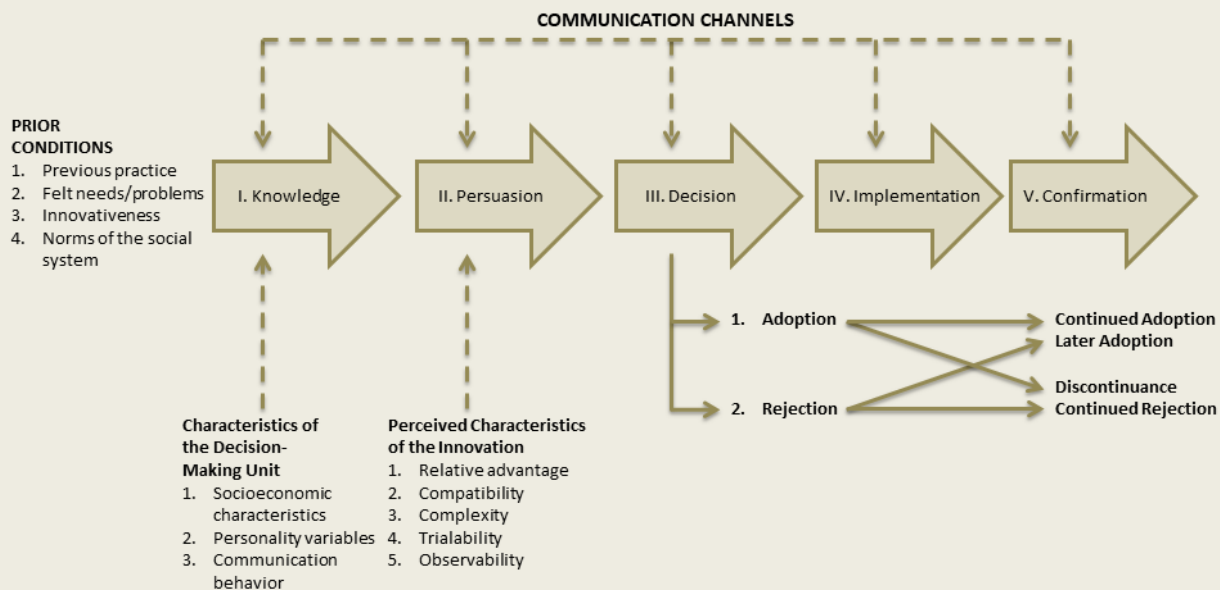 COMMUNICATION CHANNELS
PRIOR
CONDITIONS
1. Previous practice
2. Felt needs/problems
3. Innovativeness
4. Norms of the social
system
I. Knowledge
II. Persuasion
III. Decision
IV. Implementation
V. Confirmation
1. Adoption
2. Rejection
Continued Adoption
Later Adoption
Discontinuance
Continued Rejection
Characteristics of
the Decision-
Making Unit
1. Socioeconomic
characteristics
2. Personality variables
3. Communication
behavior
Perceived Characteristics
of the Innovation
1. Relative advantage
2. Compatibility
3. Complexity
4. Trialability
5. Observability